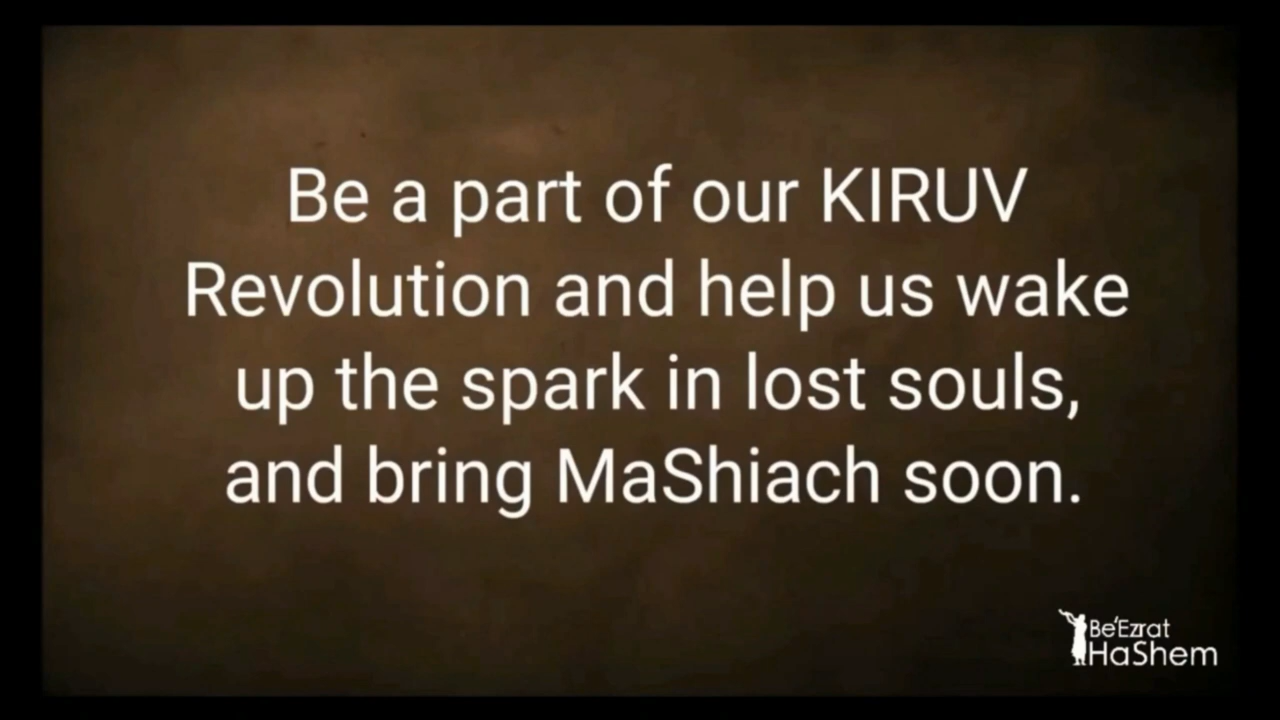 Be a part of our KIRUV
Revolution and help us wake
up the spark in lost souls,
and bring MaShiach soon.
Be'Ezrat
HaShem